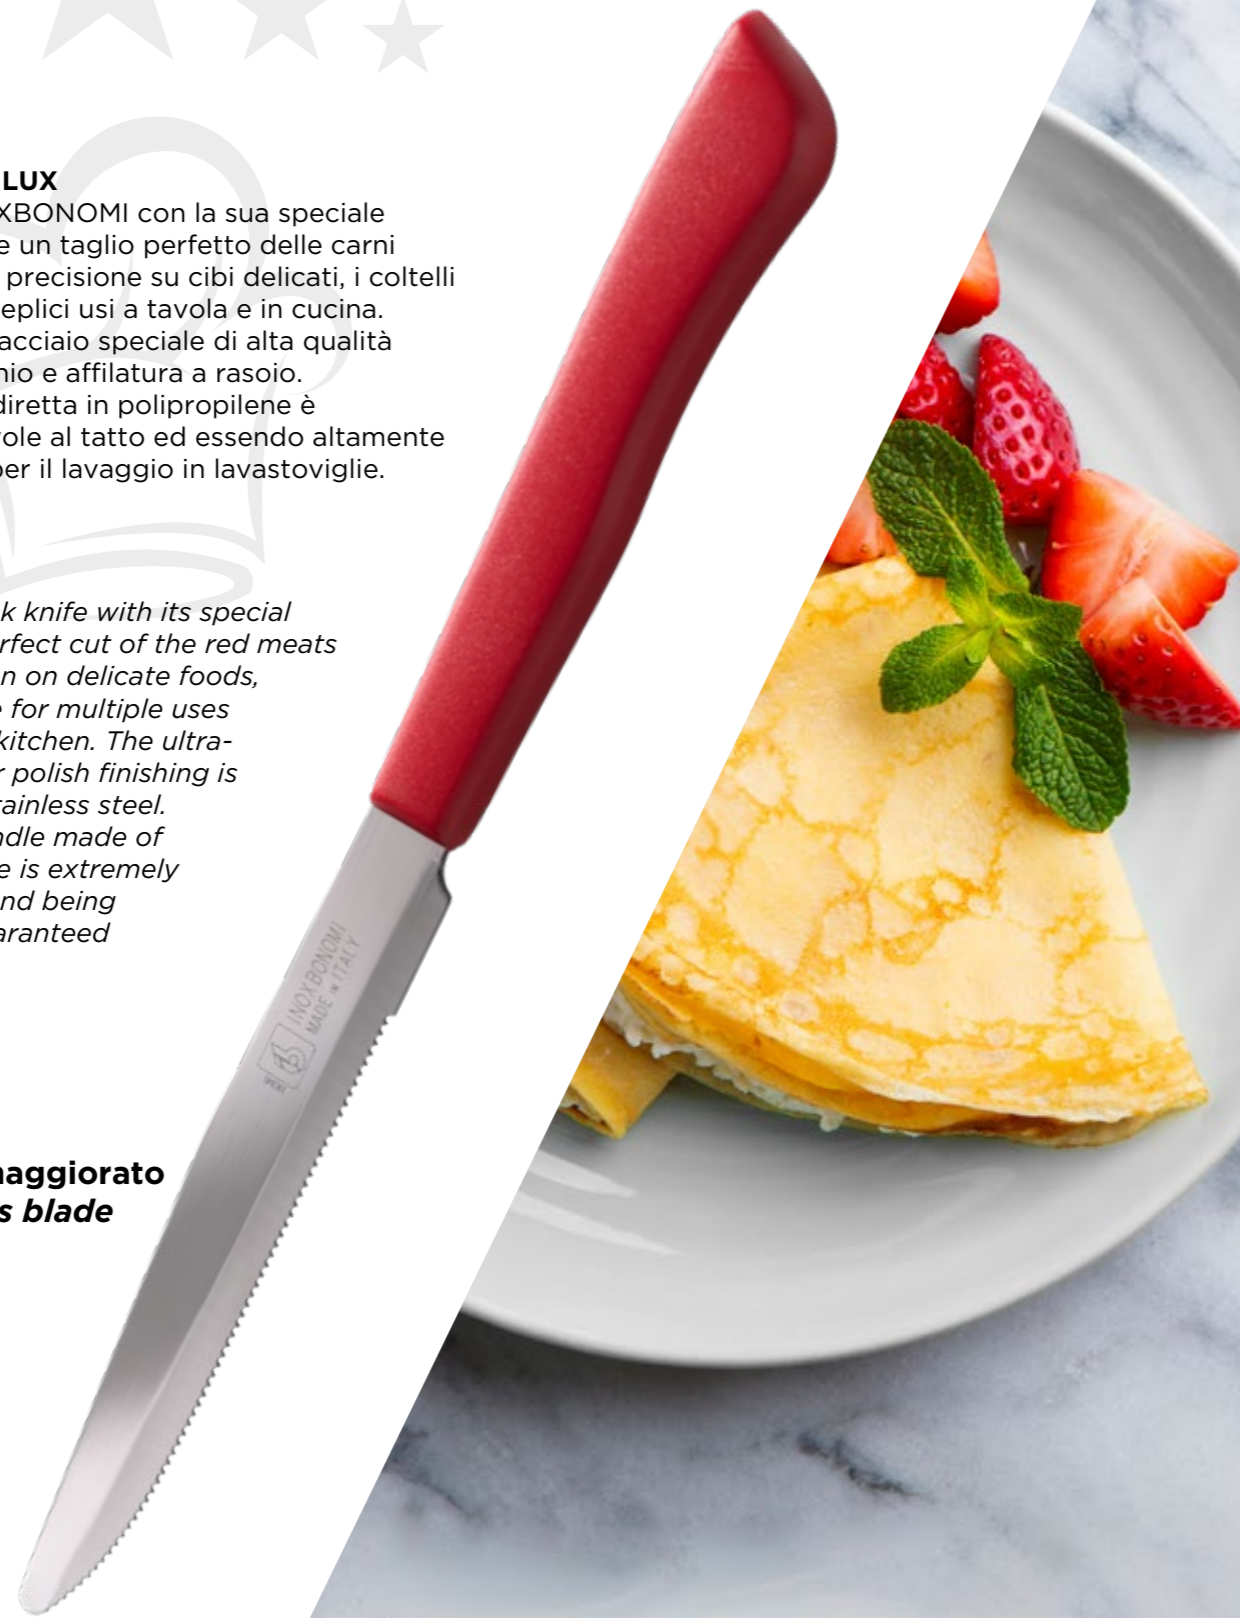 LUX
XBONOMI con la sua speciale
e un taglio perfetto delle carni
precisione su cibi delicati, i coltelli
eplici usi a tavola e in cucina.
acciaio speciale di alta qualità
nio e affilatura a rasoio.
diretta in polipropilene è
vole al tatto ed essendo altamente
per il lavaggio in lavastoviglie.
k knife with its special
rfect cut of the red meats
n on delicate foods,
e for multiple uses
kitchen. The ultra-
r polish finishing is
tainless steel.
ndle made of
e is extremely
nd being
aranteed
INOXBONOMI
MADE IN ITALY
naggiorato
s blade